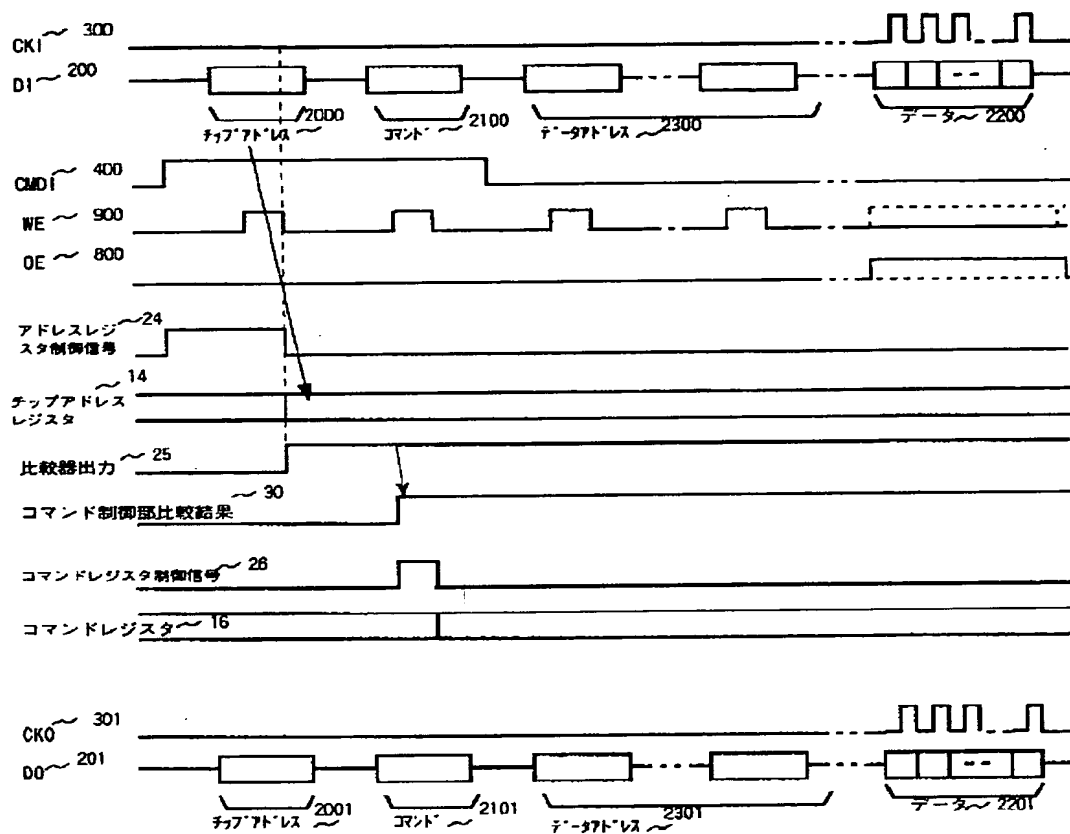 CKI 300
DI 200
チップアドレス 2000
コマンド 2100
データアドレス 2300
データ 2200
CMDI 400
WE 900
OE 800
アドレスレジ 24
スタ制御信号
14
チップアドレス
レジスタ
比較器出力 25
コマンド制御部比較結果 30
コマンドレジスタ制御信号 26
コマンドレジスタ 16
CKO 301
DO 201
チップアドレス 2001
コマンド 2101
データアドレス 2301
データ 2201